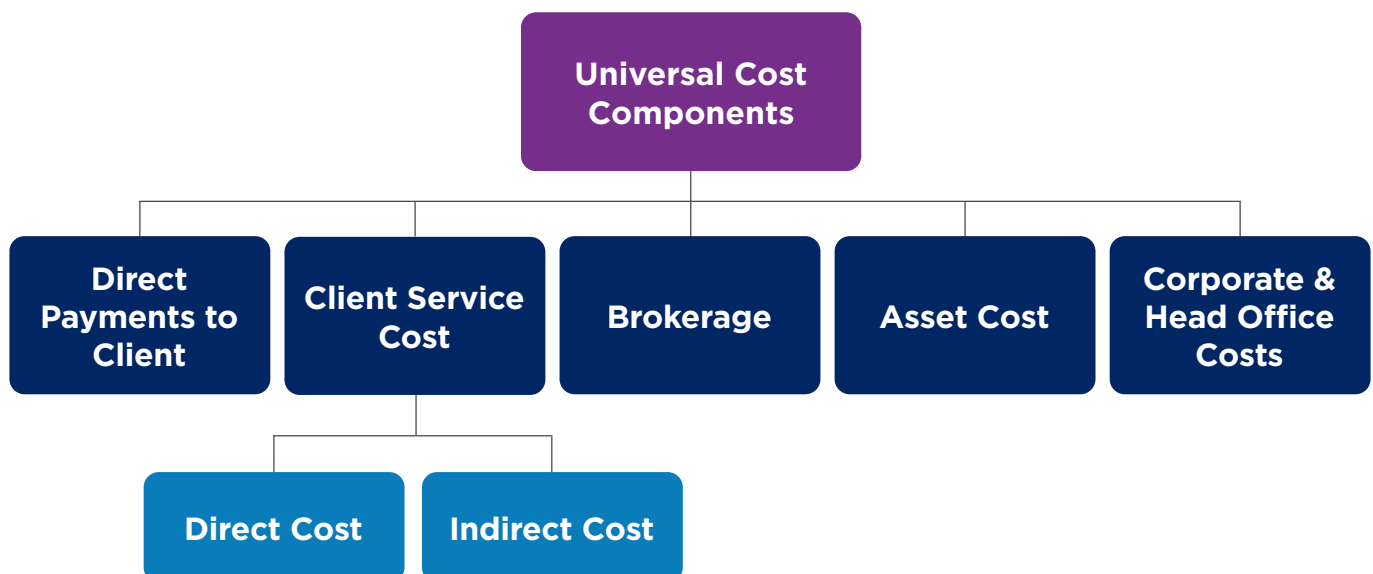 Universal Cost
Components
Direct
Payments to
Client
Client Service
Cost
Brokerage
Asset Cost
Corporate &
Head Office
Costs
Direct Cost
Indirect Cost